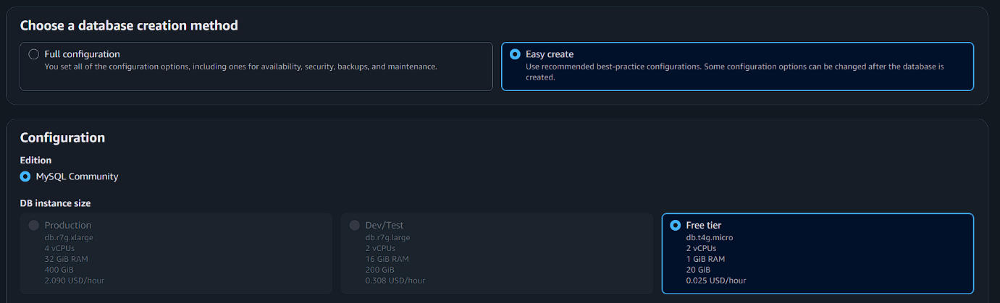 Choose a database creation method
Full configuration
You set all of the configuration options, including ones for availability, security, backups, and maintenance.
Easy create
Use recommended best-practice configurations. Some configuration options can be changed after the database is
created.
Configuration
Edition
MySQL Community
DB instance size
Production
db.r7g.xlarge
4 vCPUs
32 GiB RAM
400 GiB
2.090 USD/hour
Dev/Test
db.r7g.large
2 vCPUs
16 GiB RAM
200 GiB
0.308 USD/hour
Free tier
db.t4g.micro
2 vCPUs
1 GiB RAM
20 GiB
0.025 USD/hour